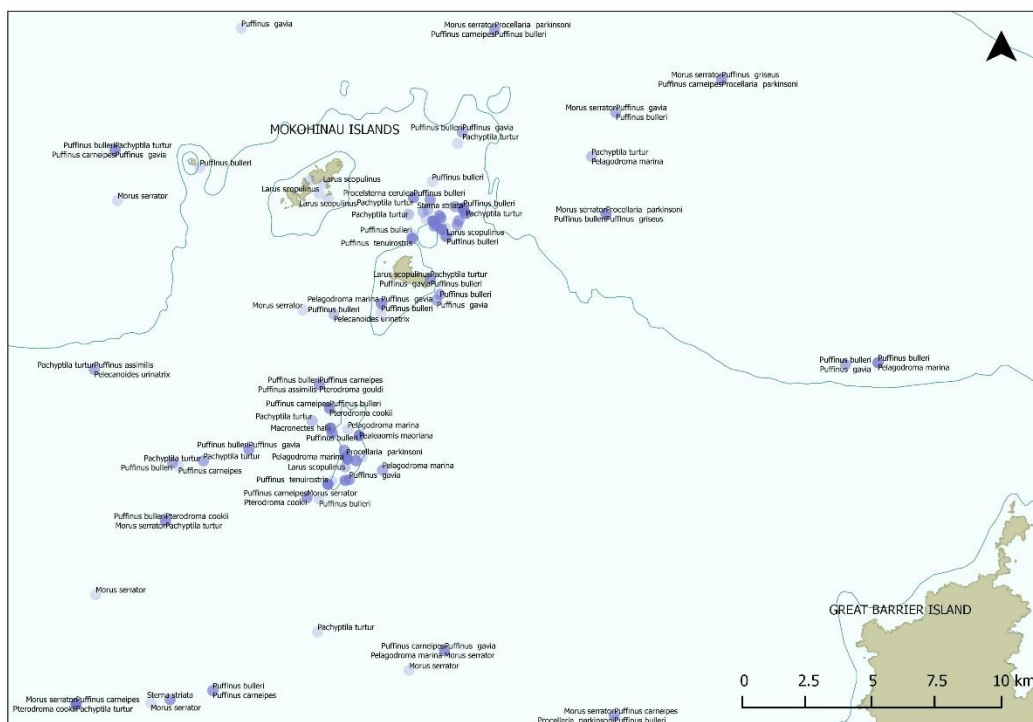 Puffinus gavia
Morus serrator Procellaria parkinsoni
Puffinus carneipes Puffinus bulleri
Morus serrator Puffinus griseus
Puffinus carneipes Procellaria parkinsoni
Morus serrator Puffinus gavia
Puffinus bulleri
MOKOHINAU ISLANDS
Puffinus bulleri Puffinus gavia
Pachyptila turtur
Puffinus bulleri Pachyptila turtur
Puffinus carneipes Puffinus gavia
Puffinus bulleri
Pachyptila turtur
Pelagodroma marina
Larus scopulinus
Puffinus bulleri
Larus scopulinus
Morus serrator
Larus scopulinus
Procelsterna cerulea Puffinus bulleri
Pachyptila turtur
Sterna striata
Puffinus bulleri
Pachyptila turtur
Pachyptila turtur
Morus serrator Procellaria parkinsoni
Puffinus bulleri Puffinus griseus
Puffinus bulleri
Larus scopulinus
Puffinus tenuirostris
Puffinus bulleri
Larus scopulinus Pachyptila turtur
Puffinus gavia Puffinus bulleri
Puffinus bulleri
Puffinus gavia
Pelagodroma marina Puffinus gavia
Puffinus bulleri
Morus serrator
Puffinus bulleri
Pelecanoides urinatrix
Puffinus bulleri
Puffinus gavia
Puffinus bulleri
Pelagodroma marina
Pachyptila turtur Puffinus assimilis
Pelecanoides urinatrix
Puffinus bulleri Puffinus carneipes
Puffinus assimilis Pterodroma gouldi
Puffinus carneipes Puffinus bulleri
Pterodroma cookii
Pachyptila turtur
Macronectes halli
Pelagodroma marina
Puffinus bulleri
Pealeaornis maoriana
Puffinus bulleri Puffinus gavia
Procellaria parkinsoni
Pachyptila turtur
Pachyptila turtur
Pelagodroma marina
Puffinus bulleri
Puffinus carneipes
Larus scopulinus
Pelagodroma marina
Puffinus gavia
Puffinus tenuirostris
Puffinus carneipes Morus serrator
Pterodroma cookii
Puffinus bulleri
Puffinus bulleri Pterodroma cookii
Morus serrator Pachyptila turtur
Morus serrator
GREAT BARRIER ISLAND
Pachyptila turtur
Puffinus carneipes Puffinus gavia
Pelagodroma marina Morus serrator
Morus serrator
Puffinus bulleri
Puffinus carneipes
Morus serrator Puffinus carneipes
Pterodroma cookii Pachyptila turtur
Sterna striata
Morus serrator
Morus serrator Puffinus carneipes
Procellaria parkinsoni Puffinus bulleri
0 2.5 5 7.5 10 km